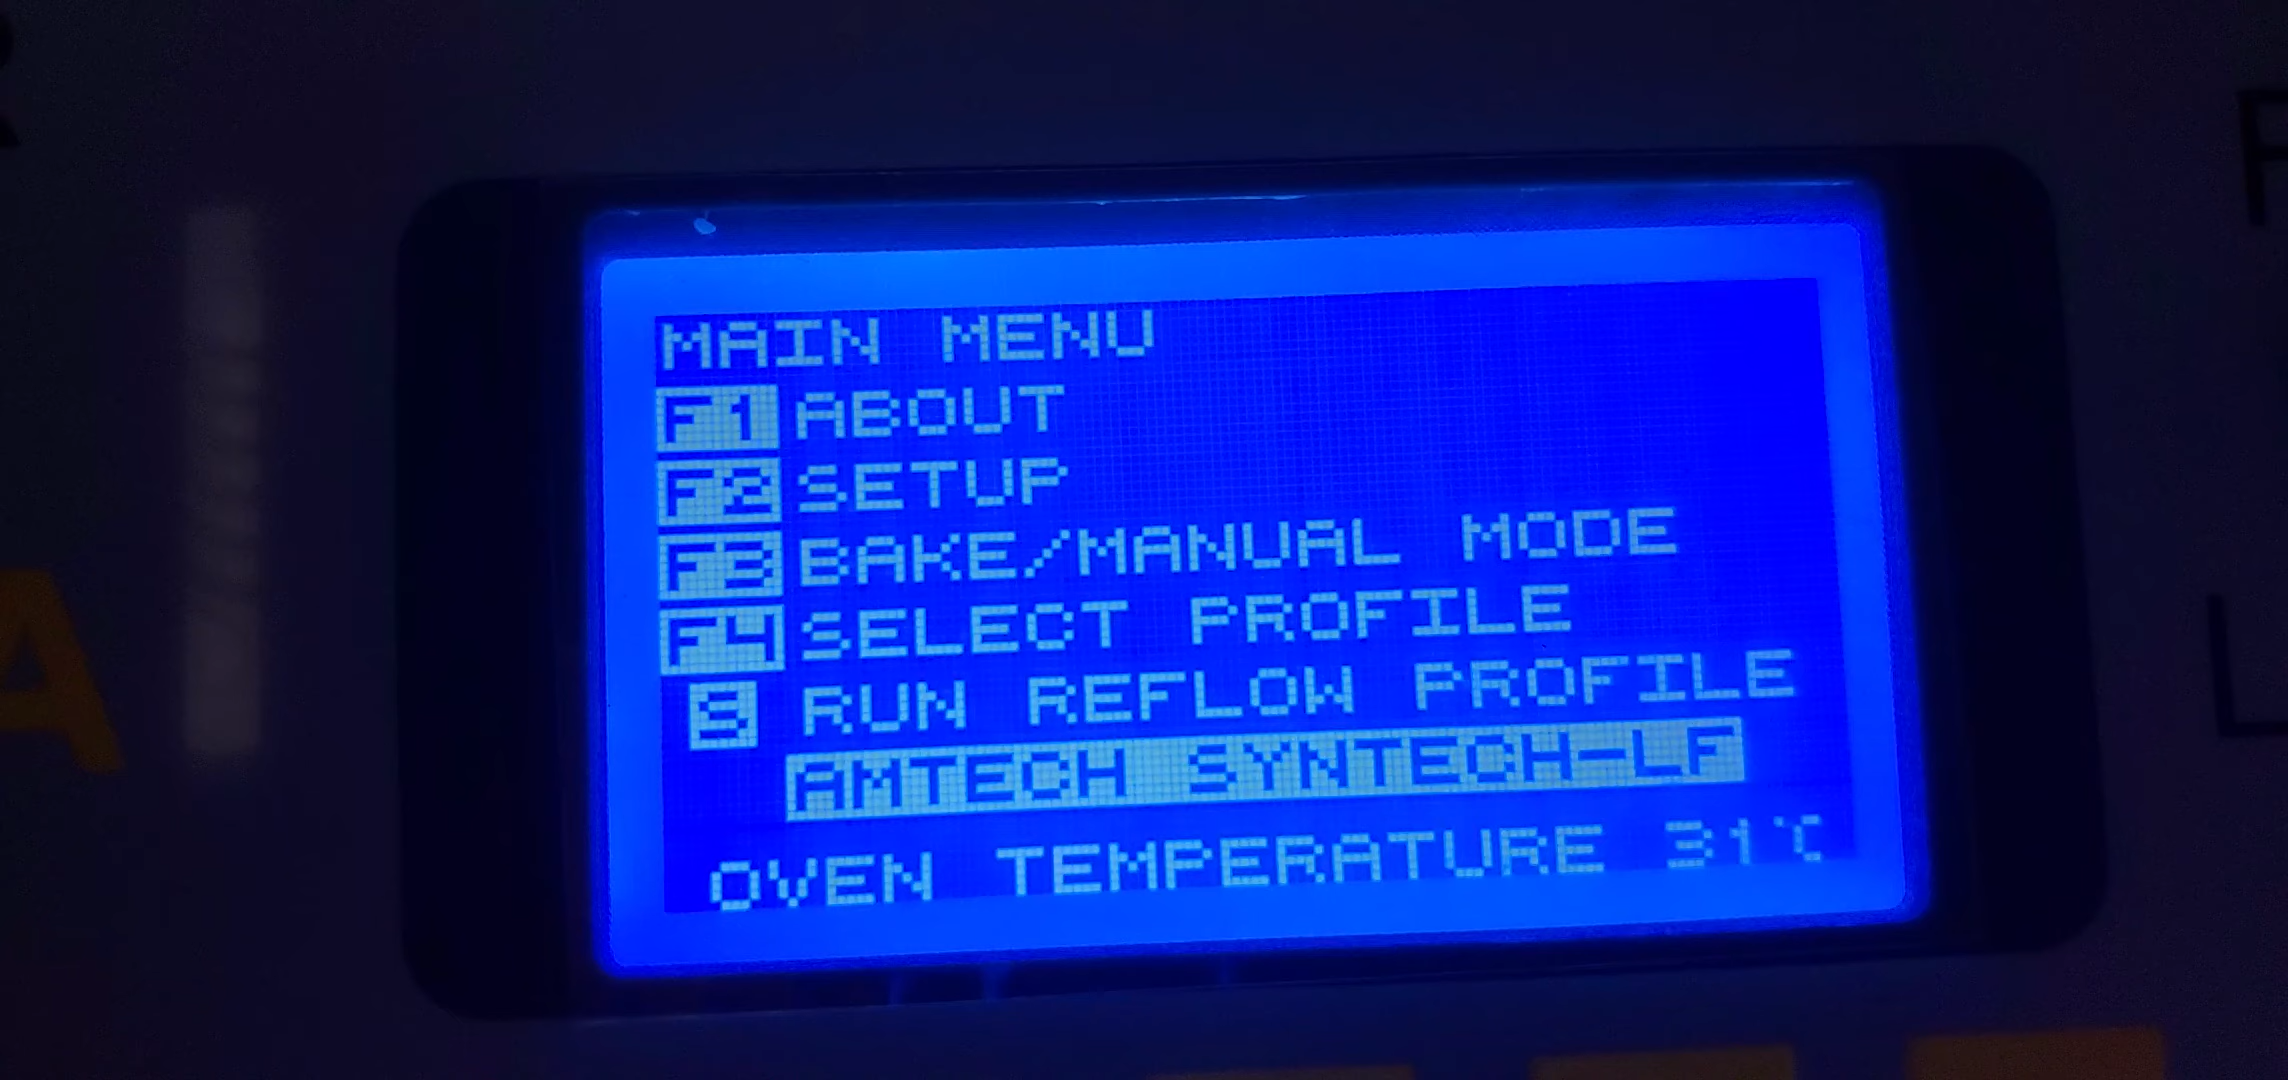 MAIN MENU
F1 ABOUT
F2 SETUP
F3 BAKE/MANUAL MODE
F4 SELECT PROFILE
S RUN REFLOW PROFILE
AMTECH SYNTECH-LF
OVEN TEMPERATURE 31℃